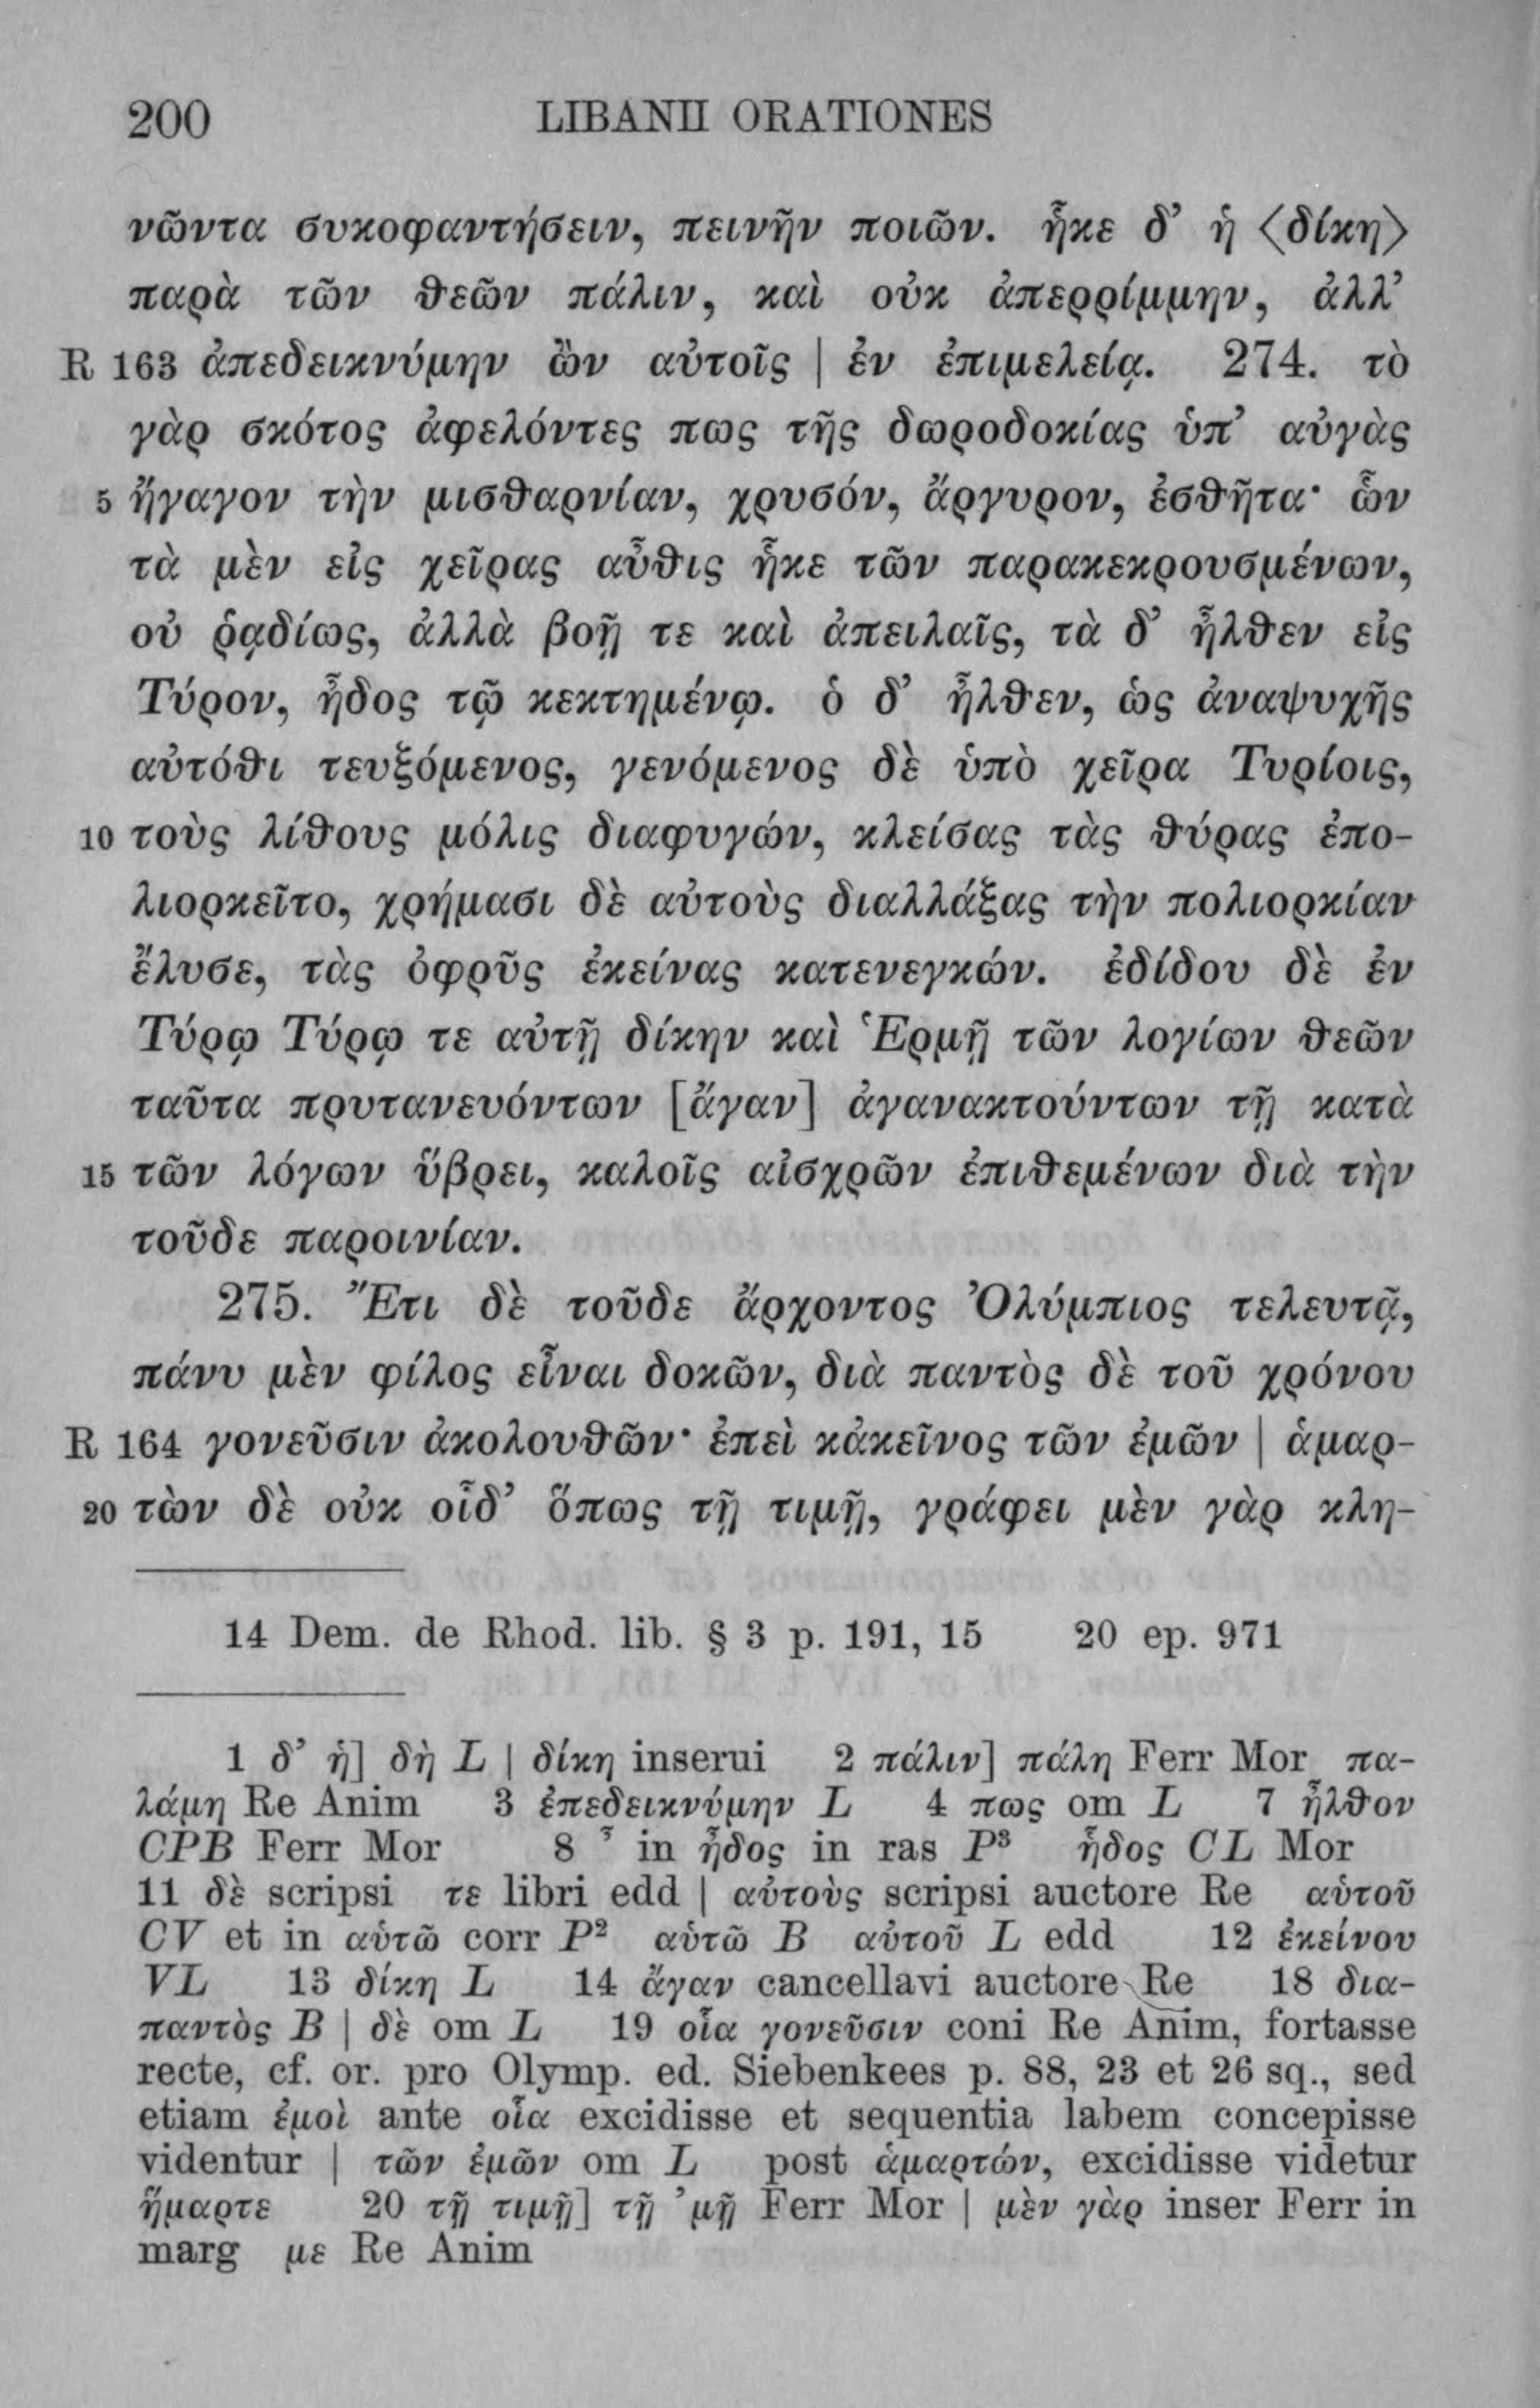 200 LIBANII ORATIONES
νῶντα συκοφαντήσειν, πεινῆν ποιῶν. ἧκε δ’ ἡ ⟨δίκη⟩
παρὰ τῶν θεῶν πάλιν, καὶ οὐκ ἀπερρίμμην, ἀλλ’
R 163 ἀπεδεικνύμην ὢν αὐτοῖς | ἐν ἐπιμελείᾳ. 274. τὸ
γὰρ σκότος ἀφελόντες πως τῆς δωροδοκίας ὑπ’ αὐγὰς
5 ἤγαγον τὴν μισθαρνίαν, χρυσόν, ἄργυρον, ἐσθῆτα· ὧν
τὰ μὲν εἰς χεῖρας αὖθις ἧκε τῶν παρακεκρουσμένων,
οὐ ῥᾳδίως, ἀλλὰ βοῇ τε καὶ ἀπειλαῖς, τὰ δ’ ἦλθεν εἰς
Τύρον, ἦδος τῷ κεκτημένῳ. ὁ δ’ ἦλθεν, ὡς ἀναψυχῆς
αὐτόθι τευξόμενος, γενόμενος δὲ ὑπὸ χεῖρα Τυρίοις,
10 τοὺς λίθους μόλις διαφυγών, κλείσας τὰς θύρας ἐπο-
λιορκεῖτο, χρήμασι δὲ αὐτοὺς διαλλάξας τὴν πολιορκίαν
ἔλυσε, τὰς ὀφρῦς ἐκείνας κατενεγκών. ἐδίδου δὲ ἐν
Τύρῳ Τύρῳ τε αὐτῇ δίκην καὶ Ἑρμῇ τῶν λογίων θεῶν
ταῦτα πρυτανευόντων [ἄγαν] ἀγανακτούντων τῇ κατὰ
15 τῶν λόγων ὕβρει, καλοῖς αἰσχρῶν ἐπιθεμένων διὰ τὴν
τοῦδε παροινίαν.
275. Ἔτι δὲ τοῦδε ἄρχοντος Ὀλύμπιος τελευτᾷ,
πάνυ μὲν φίλος εἶναι δοκῶν, διὰ παντὸς δὲ τοῦ χρόνου
R 164 γονεῦσιν ἀκολουθῶν· ἐπεὶ κἀκεῖνος τῶν ἐμῶν | ἁμαρ-
20 τὼν δὲ οὐκ οἶδ’ ὅπως τῇ τιμῇ, γράφει μὲν γὰρ κλη-
14 Dem. de Rhod. lib. § 3 p. 191, 15 20 ep. 971
1 δ’ ἡ] δὴ L | δίκη inserui 2 πάλιν] πάλη Ferr Mor πα-
λάμη Re Anim 3 ἐπεδεικνύμην L 4 πως om L 7 ἦλθον
CPB Ferr Mor 8 ῏ in ἦδος in ras P³ ἧδος CL Mor
11 δὲ scripsi τε libri edd | αὐτοὺς scripsi auctore Re αὑτοῦ
CV et in αὑτῶ corr P² αὑτῶ B αὐτοῦ L edd 12 ἐκείνου
VL 13 δίκη L 14 ἄγαν cancellavi auctore Re 18 δια-
παντὸς B | δὲ om L 19 οἷα γονεῦσιν coni Re Anim, fortasse
recte, cf. or. pro Olymp. ed. Siebenkees p. 88, 23 et 26 sq., sed
etiam ἐμοὶ ante οἷα excidisse et sequentia labem concepisse
videntur | τῶν ἐμῶν om L post ἁμαρτών, excidisse videtur
ἥμαρτε 20 τῇ τιμῇ] τῇ ’μῇ Ferr Mor | μὲν γὰρ inser Ferr in
marg με Re Anim